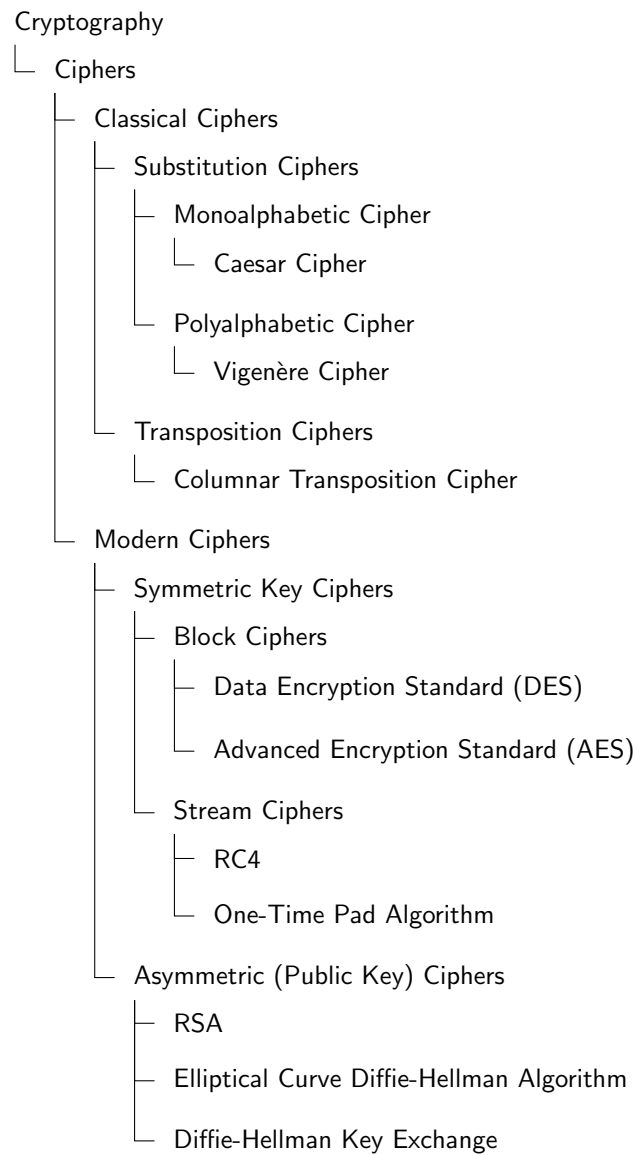 Cryptography
Ciphers
Classical Ciphers
Substitution Ciphers
Monoalphabetic Cipher
Caesar Cipher
Polyalphabetic Cipher
Vigenère Cipher
Transposition Ciphers
Columnar Transposition Cipher
Modern Ciphers
Symmetric Key Ciphers
Block Ciphers
Data Encryption Standard (DES)
Advanced Encryption Standard (AES)
Stream Ciphers
RC4
One-Time Pad Algorithm
Asymmetric (Public Key) Ciphers
RSA
Elliptical Curve Diffie-Hellman Algorithm
Diffie-Hellman Key Exchange